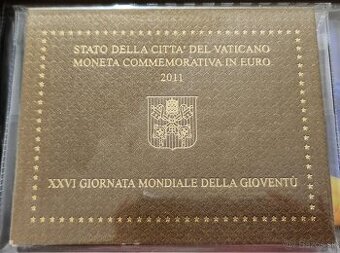 STATO DELLA CITTA' DEL VATICANO
MONETA COMMEMORATIVA IN EURO
2011
XXVI GIORNATA MONDIALE DELLA GIOVENTÙ